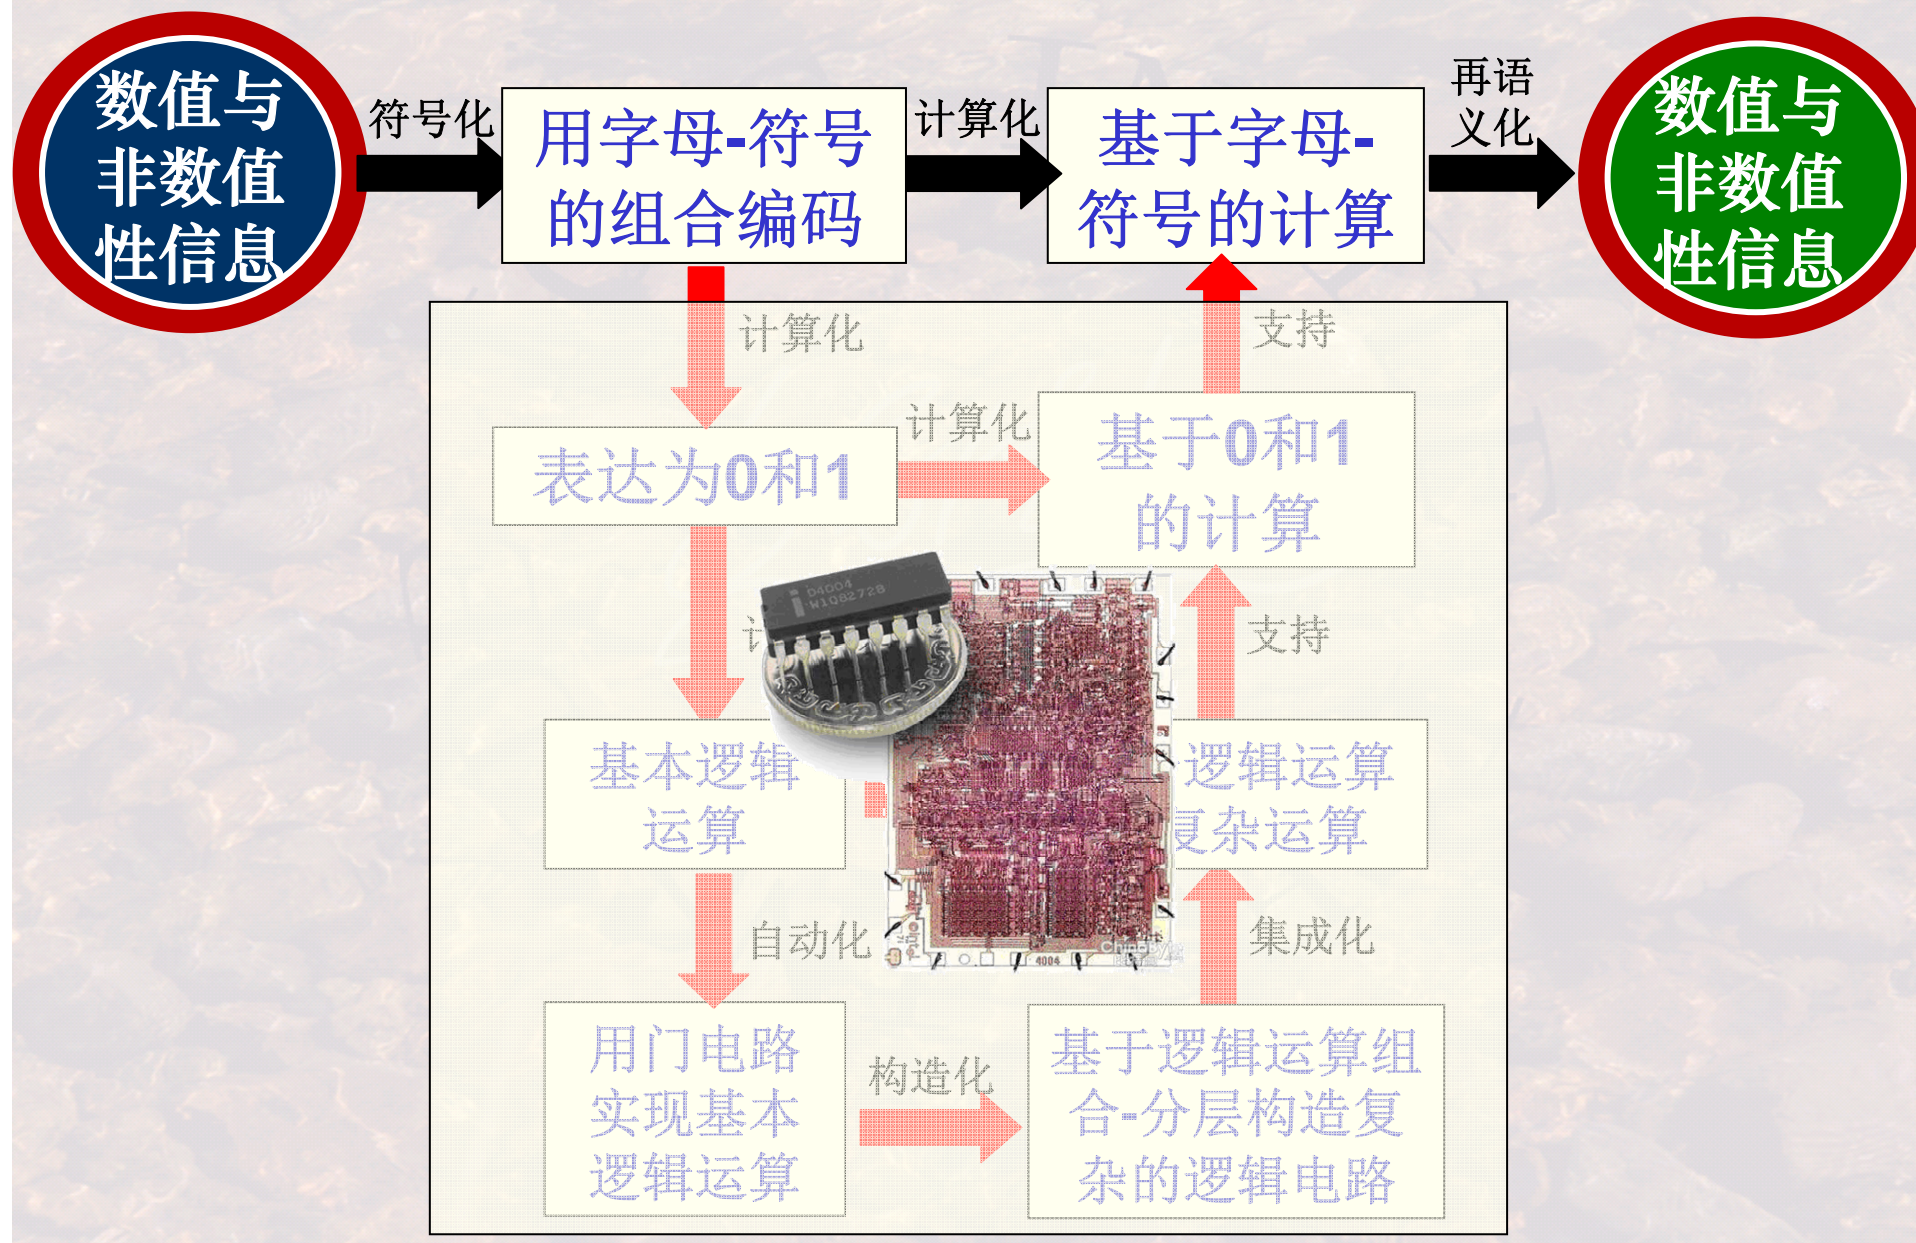 数值与
非数值
性信息
符号化
用字母-符号
的组合编码
计算化
基于字母-
符号的计算
再语
义化
数值与
非数值
性信息
计算化
支持
表达为0和1
计算化
基于0和1
的计算
支持
D4004
基本逻辑
运算
逻辑运算
复杂运算
自动化
集成化
4004
用门电路
实现基本
逻辑运算
构造化
基于逻辑运算组
合-分层构造复
杂的逻辑电路